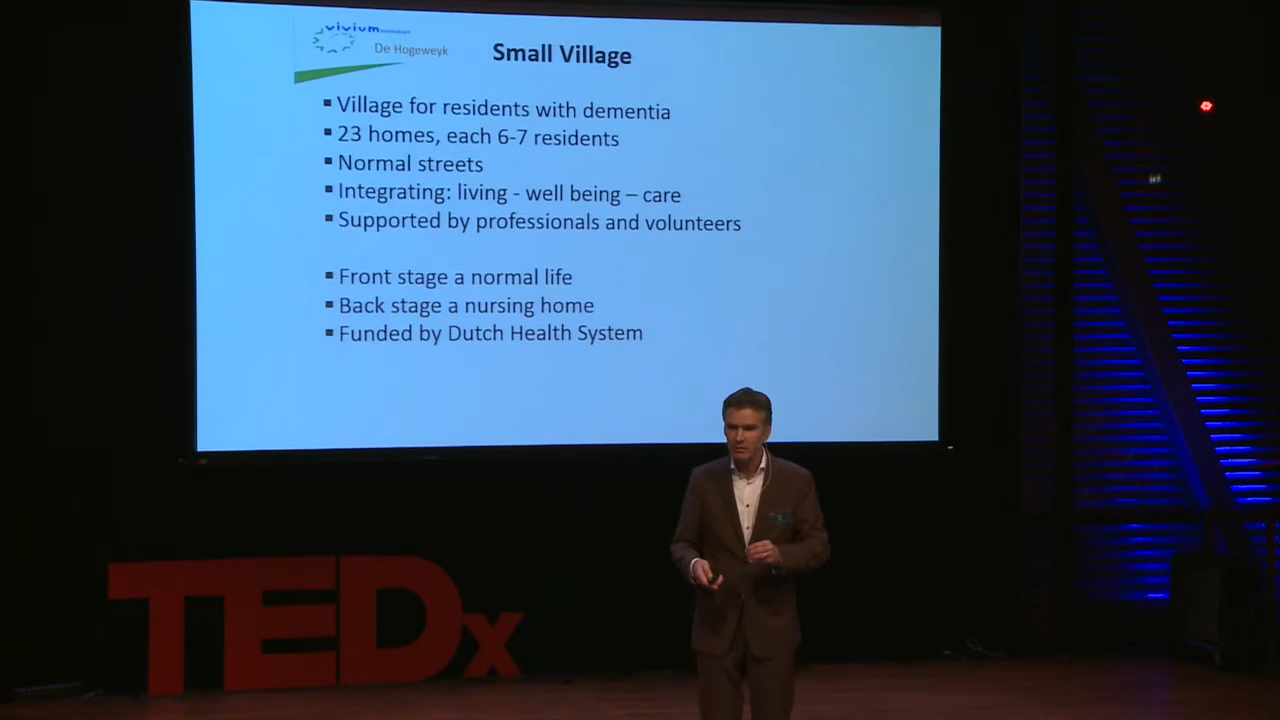 vivium
De Hogeweyk
Small Village
▪ Village for residents with dementia
▪ 23 homes, each 6-7 residents
▪ Normal streets
▪ Integrating: living - well being – care
▪ Supported by professionals and volunteers
▪ Front stage a normal life
▪ Back stage a nursing home
▪ Funded by Dutch Health System
TEDx